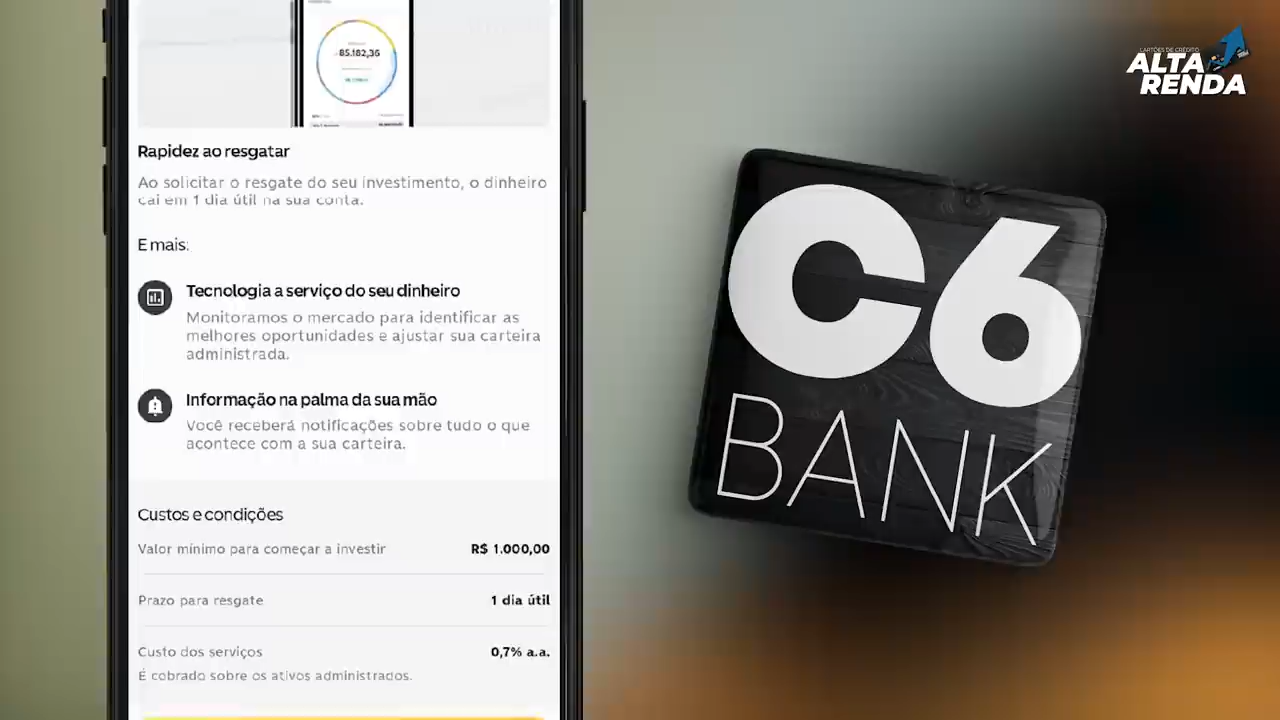 85.182,36
Rapidez ao resgatar
Ao solicitar o resgate do seu investimento, o dinheiro
cai em 1 dia útil na sua conta.
E mais:
Tecnologia a serviço do seu dinheiro
Monitoramos o mercado para identificar as
melhores oportunidades e ajustar sua carteira
administrada.
Informação na palma da sua mão
Você receberá notificações sobre tudo o que
acontece com a sua carteira.
Custos e condições
Valor mínimo para começar a investir R$ 1.000,00
Prazo para resgate 1 dia útil
Custo dos serviços 0,7% a.a.
É cobrado sobre os ativos administrados.
C6
BANK
CARTÕES DE CRÉDITO
ALTA
RENDA